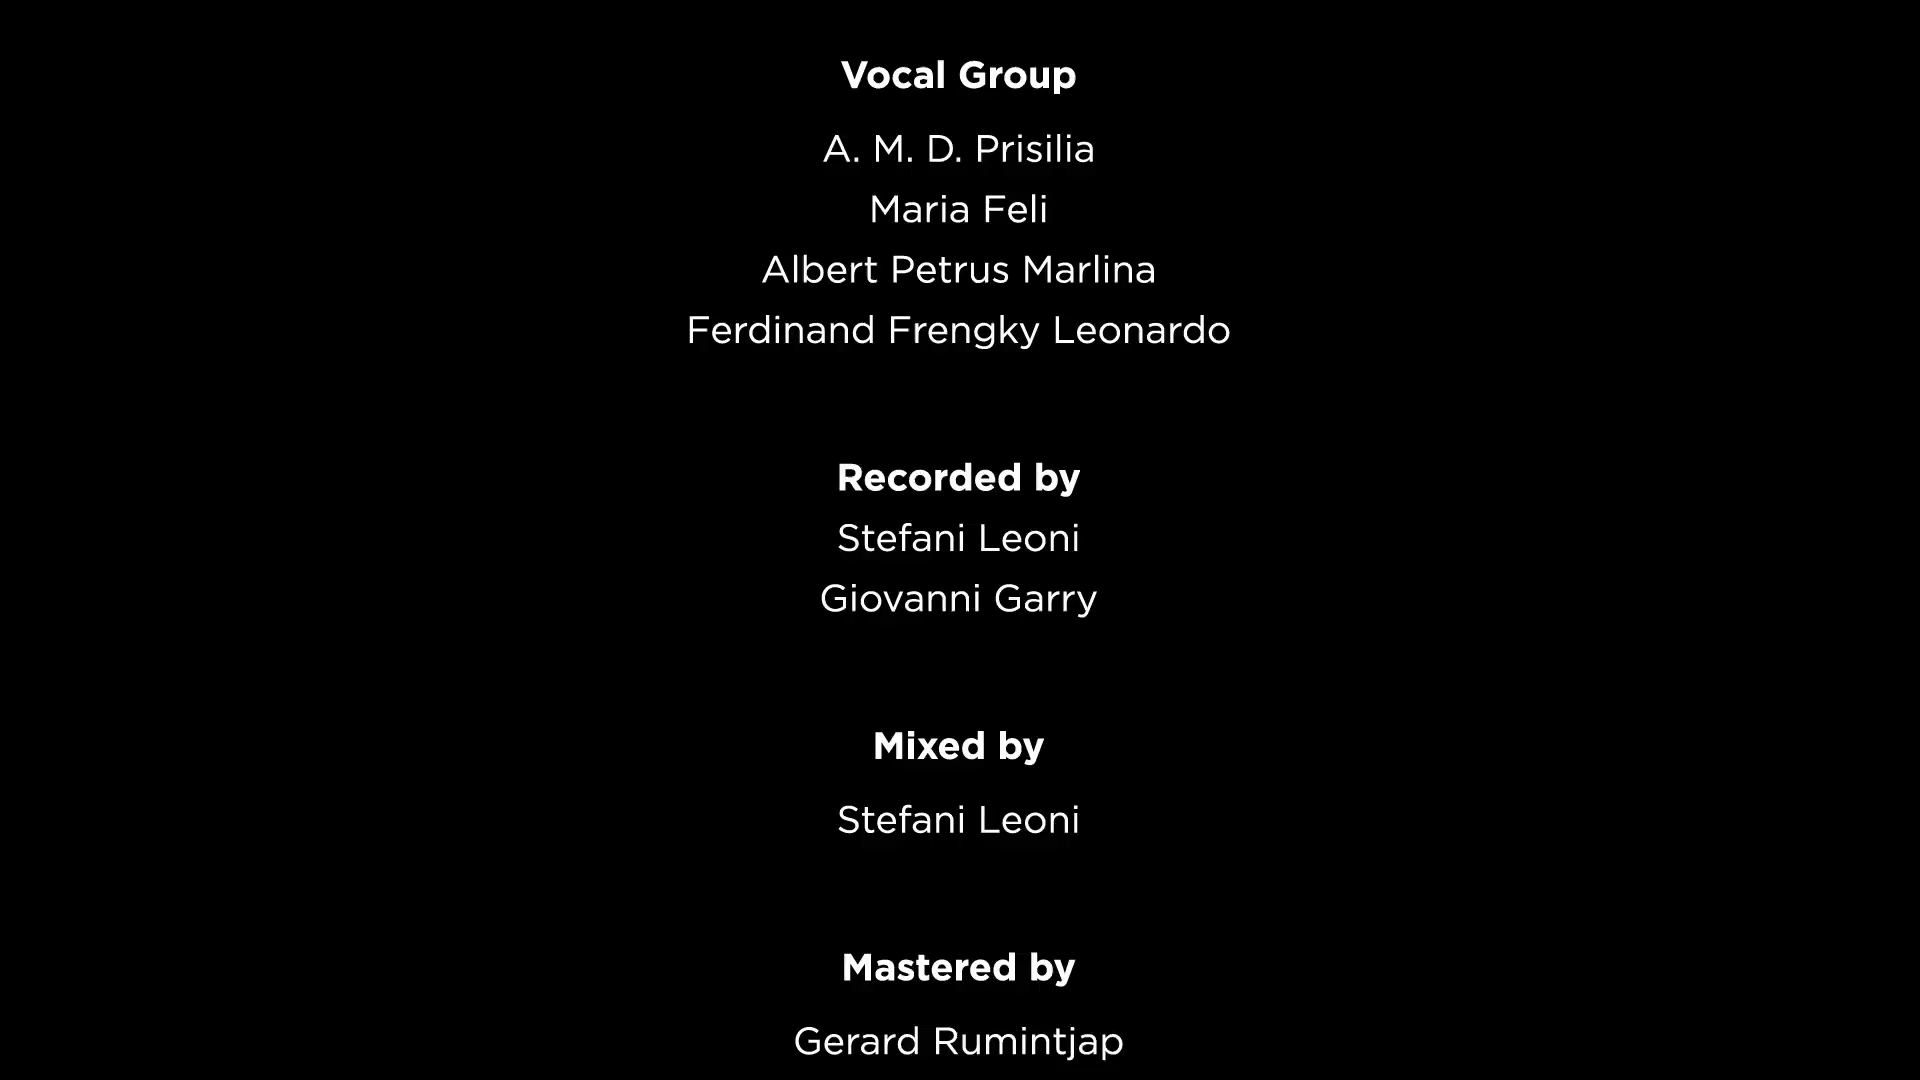 Vocal Group
A. M. D. Prisilia
Maria Feli
Albert Petrus Marlina
Ferdinand Frengky Leonardo
Recorded by
Stefani Leoni
Giovanni Garry
Mixed by
Stefani Leoni
Mastered by
Gerard Rumintjap